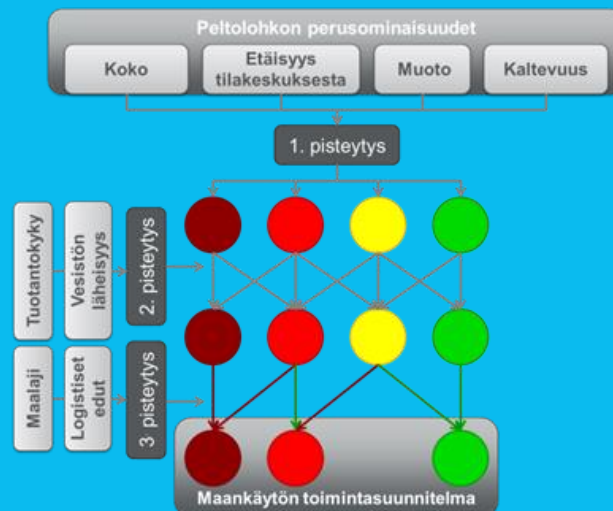 Peltolohkon perusominaisuudet
Koko
Etäisyys
tilakeskuksesta
Muoto
Kaltevuus
1. pisteytys
Tuotantokyky
Vesistön
läheisyys
2. pisteytys
Maalaji
Logistiset
edut
3 pisteytys
Maankäytön toimintasuunnitelma